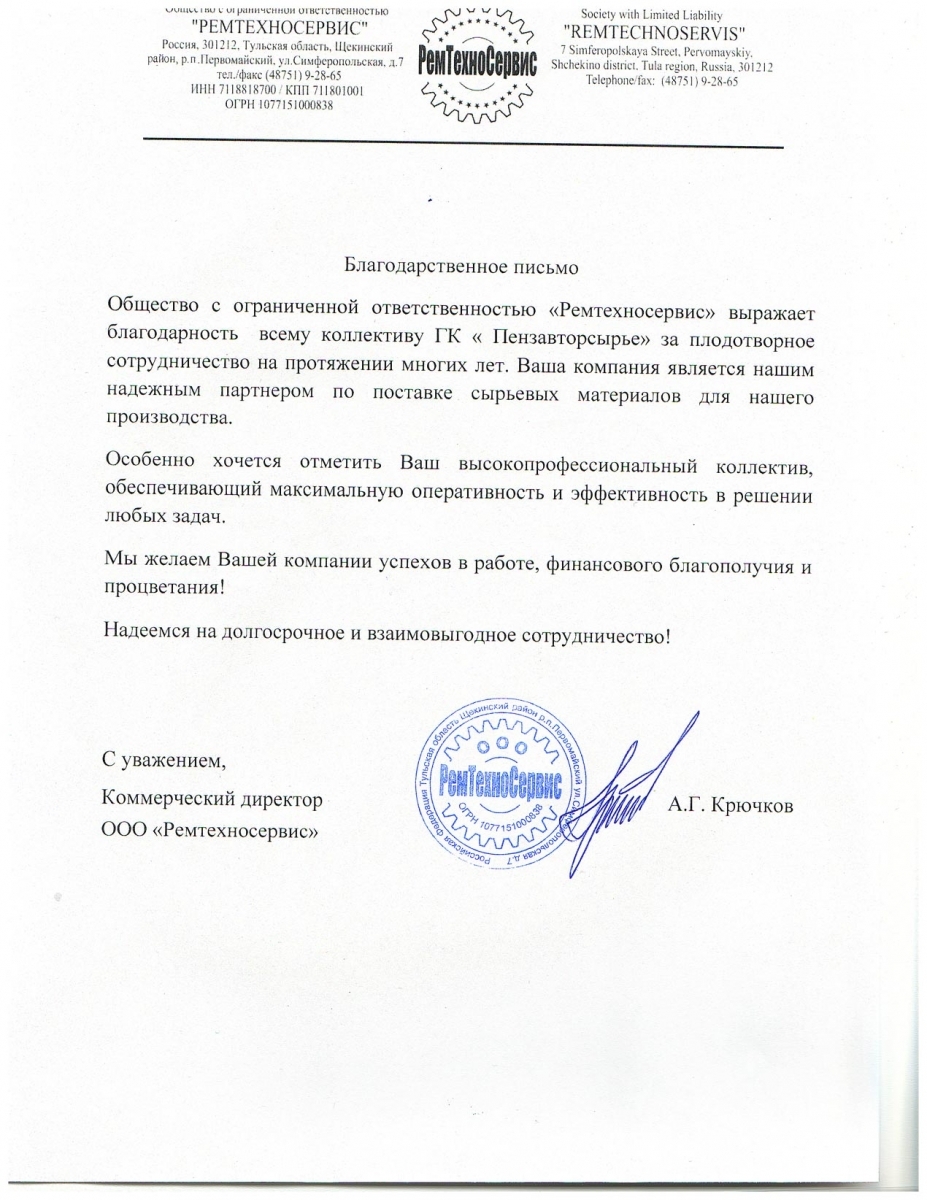 Общество с ограниченной ответственностью
"РЕМТЕХНОСЕРВИС"
Россия, 301212, Тульская область, Щекинский
район, р.п.Первомайский, ул.Симферопольская, д.7
тел./факс (48751) 9-28-65
ИНН 7118818700 / КПП 711801001
ОГРН 1077151000838
РемТехноСервис
Society with Limited Liability
"REMTECHNOSERVIS"
7 Simferopolskaya Street, Pervomayskiy,
Shchekino district, Tula region, Russia, 301212
Telephone/fax: (48751) 9-28-65
Благодарственное письмо
Общество с ограниченной ответственностью «Ремтехносервис» выражает
благодарность всему коллективу ГК « Пензавторсырье» за плодотворное
сотрудничество на протяжении многих лет. Ваша компания является нашим
надежным партнером по поставке сырьевых материалов для нашего
производства.
Особенно хочется отметить Ваш высокопрофессиональный коллектив,
обеспечивающий максимальную оперативность и эффективность в решении
любых задач.
Мы желаем Вашей компании успехов в работе, финансового благополучия и
процветания!
Надеемся на долгосрочное и взаимовыгодное сотрудничество!
С уважением,
Коммерческий директор
ООО «Ремтехносервис»
Российская Федерация Тульская область Щекинский район р.п.Первомайский ул.Симферопольская д.7
РемТехноСервис
ОГРН 1077151000838
А.Г. Крючков